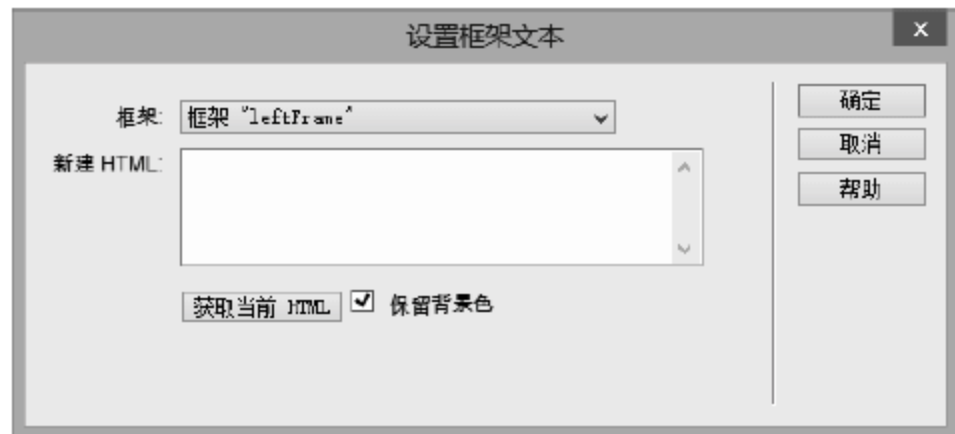 设置框架文本
x
框架: 框架 "leftFrame"
确定
取消
新建 HTML:
帮助
获取当前 HTML 保留背景色